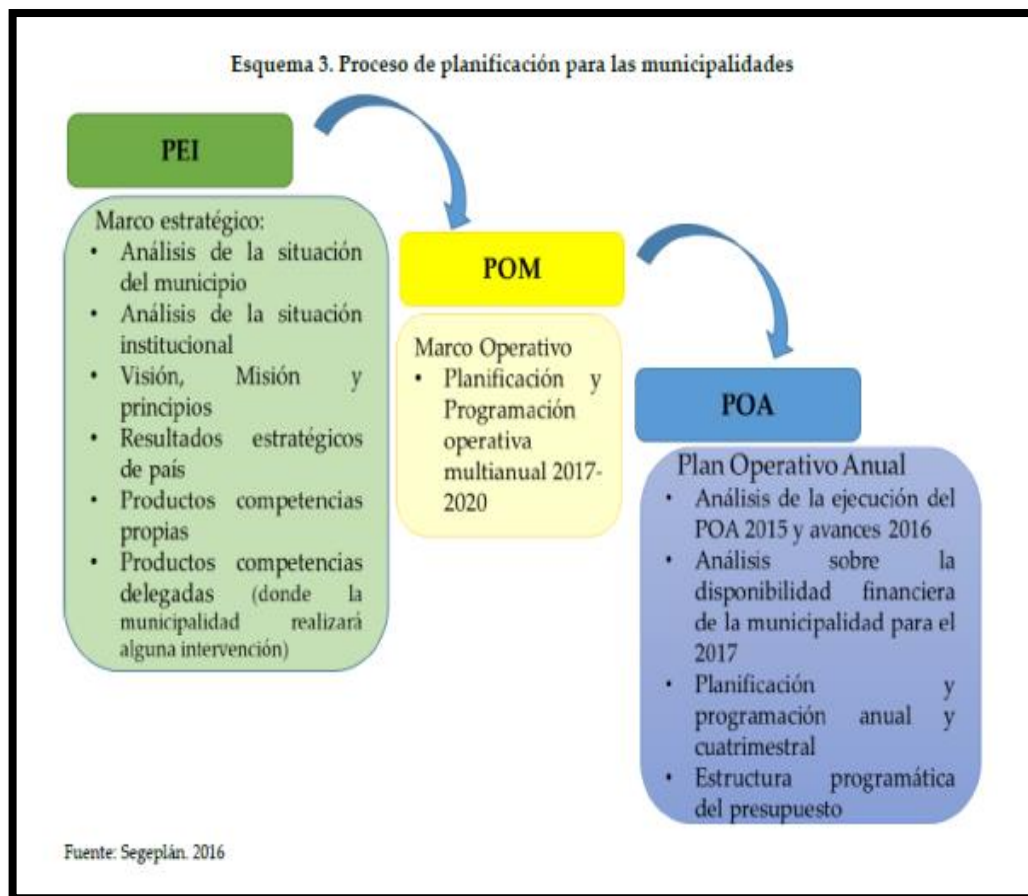 Esquema 3. Proceso de planificación para las municipalidades
PEI
Marco estratégico:
• Análisis de la situación
del municipio
• Análisis de la situación
institucional
• Visión, Misión y
principios
• Resultados estratégicos
de país
• Productos competencias
propias
• Productos competencias
delegadas (donde la
municipalidad realizará
alguna intervención)
POM
Marco Operativo
• Planificación y
Programación
operativa
multianual 2017-
2020
POA
Plan Operativo Anual
• Análisis de la ejecución del
POA 2015 y avances 2016
• Análisis sobre la
disponibilidad financiera
de la municipalidad para el
2017
• Planificación y
programación anual y
cuatrimestral
• Estructura programática
del presupuesto
Fuente: Segeplán. 2016